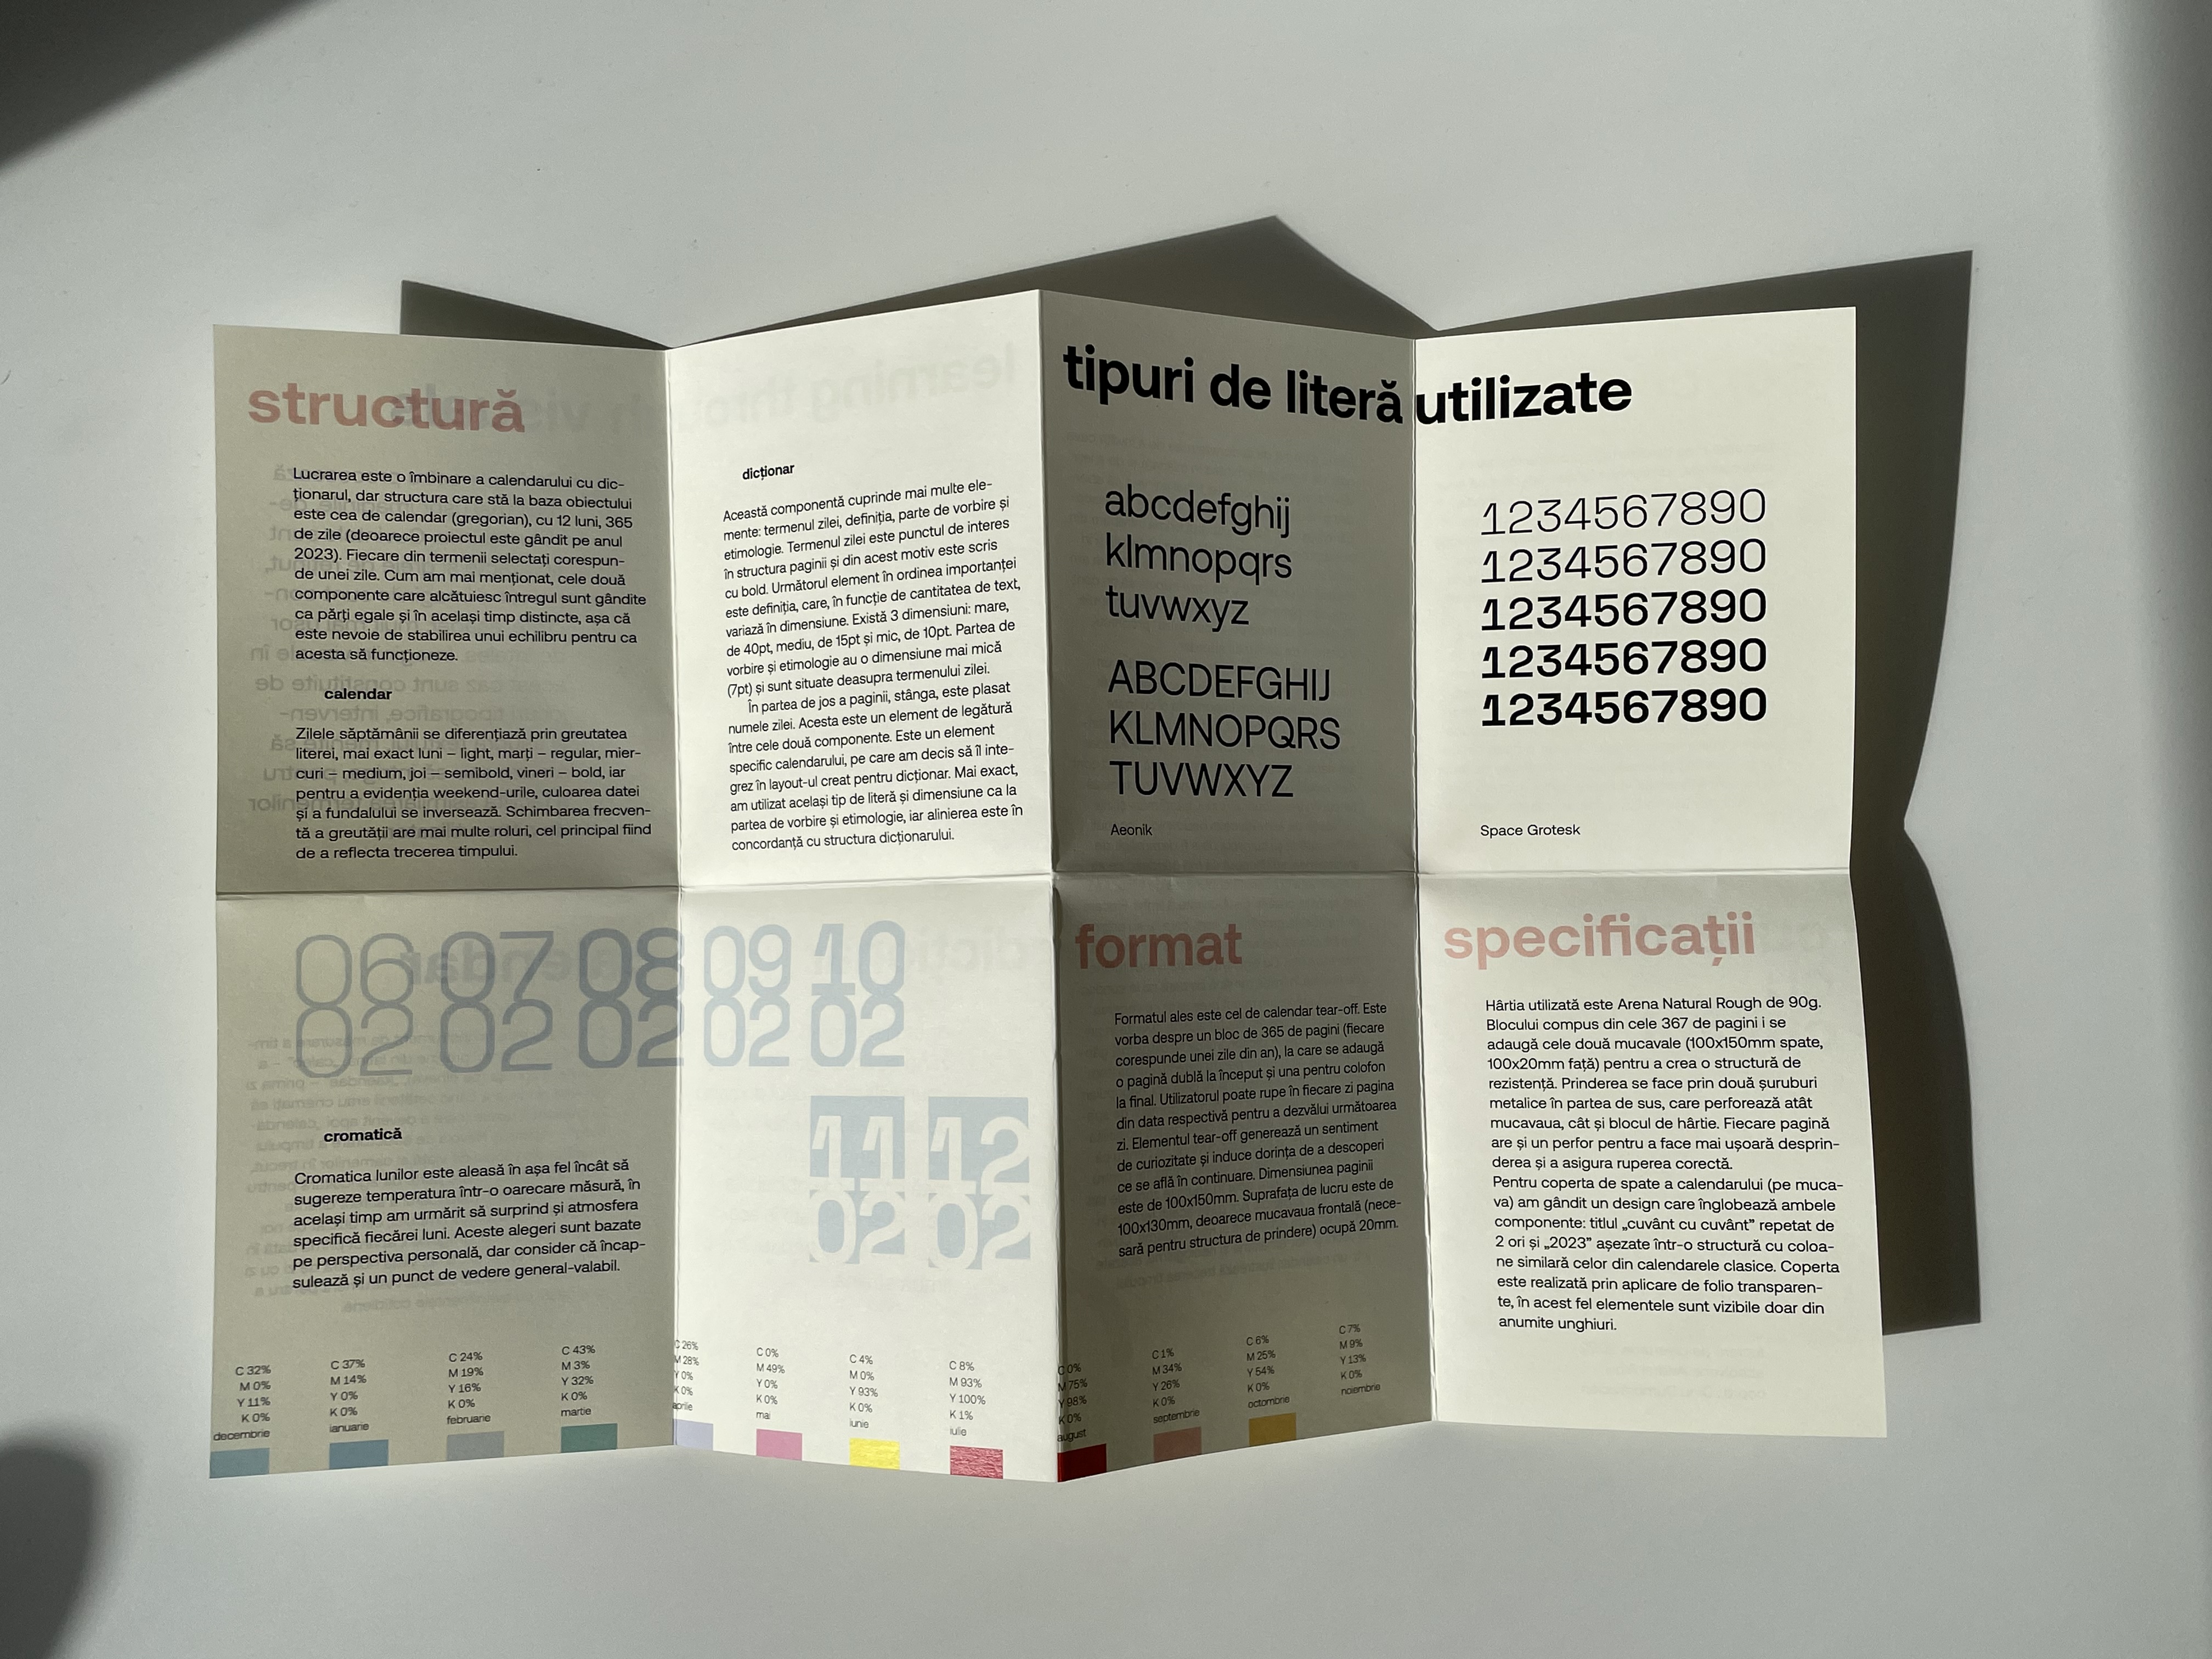 structură
Lucrarea este o îmbinare a calendarului cu dic-
ționarul, dar structura care stă la baza obiectului
este cea de calendar (gregorian), cu 12 luni, 365
de zile (deoarece proiectul este gândit pe anul
2023). Fiecare din termenii selectați corespun-
de unei zile. Cum am mai menționat, cele două
componente care alcătuiesc întregul sunt gândite
ca părți egale și în același timp distincte, așa că
este nevoie de stabilirea unui echilibru pentru ca
acesta să funcționeze.
calendar
Zilele săptămânii se diferențiază prin greutatea
literei, mai exact luni – light, marți – regular, mier-
curi – medium, joi – semibold, vineri – bold, iar
pentru a evidenția weekend-urile, culoarea datei
și a fundalului se inversează. Schimbarea frecven-
tă a greutății are mai multe roluri, cel principal fiind
de a reflecta trecerea timpului.
dicționar
Această componentă cuprinde mai multe ele-
mente: termenul zilei, definiția, parte de vorbire și
etimologie. Termenul zilei este punctul de interes
în structura paginii și din acest motiv este scris
cu bold. Următorul element în ordinea importanței
este definiția, care, în funcție de cantitatea de text,
variază în dimensiune. Există 3 dimensiuni: mare,
de 40pt, mediu, de 15pt și mic, de 10pt. Partea de
vorbire și etimologie au o dimensiune mai mică
(7pt) și sunt situate deasupra termenului zilei.
În partea de jos a paginii, stânga, este plasat
numele zilei. Acesta este un element de legătură
între cele două componente. Este un element
specific calendarului, pe care am decis să îl inte-
grez în layout-ul creat pentru dicționar. Mai exact,
am utilizat același tip de literă și dimensiune ca la
partea de vorbire și etimologie, iar alinierea este în
concordanță cu structura dicționarului.
tipuri de literă utilizate
abcdefghij
klmnopqrs
tuvwxyz
ABCDEFGHIJ
KLMNOPQRS
TUVWXYZ
Aeonik
1234567890
1234567890
1234567890
1234567890
1234567890
Space Grotesk
06 07 08 09 10
02 02 02 02 02
11 12
02 02
cromatică
Cromatica lunilor este aleasă în așa fel încât să
sugereze temperatura într-o oarecare măsură, în
același timp am urmărit să surprind și atmosfera
specifică fiecărei luni. Aceste alegeri sunt bazate
pe perspectiva personală, dar consider că încap-
sulează și un punct de vedere general-valabil.
C 32%
M 0%
Y 11%
K 0%
decembrie
C 37%
M 14%
Y 0%
K 0%
ianuarie
C 24%
M 19%
Y 16%
K 0%
februarie
C 43%
M 3%
Y 32%
K 0%
martie
C 26%
M 28%
Y 0%
K 0%
aprilie
C 0%
M 49%
Y 0%
K 0%
mai
C 4%
M 0%
Y 93%
K 0%
iunie
C 8%
M 93%
Y 100%
K 1%
iulie
C 0%
M 75%
Y 98%
K 0%
august
C 1%
M 34%
Y 26%
K 0%
septembrie
C 6%
M 25%
Y 54%
K 0%
octombrie
C 7%
M 9%
Y 13%
K 0%
noiembrie
format
Formatul ales este cel de calendar tear-off. Este
vorba despre un bloc de 365 de pagini (fiecare
corespunde unei zile din an), la care se adaugă
o pagină dublă la început și una pentru colofon
la final. Utilizatorul poate rupe în fiecare zi pagina
din data respectivă pentru a dezvălui următoarea
zi. Elementul tear-off generează un sentiment
de curiozitate și induce dorința de a descoperi
ce se află în continuare. Dimensiunea paginii
este de 100x150mm. Suprafața de lucru este de
100x130mm, deoarece mucavaua frontală (nece-
sară pentru structura de prindere) ocupă 20mm.
specificații
Hârtia utilizată este Arena Natural Rough de 90g.
Blocului compus din cele 367 de pagini i se
adaugă cele două mucavale (100x150mm spate,
100x20mm față) pentru a crea o structură de
rezistență. Prinderea se face prin două șuruburi
metalice în partea de sus, care perforează atât
mucavaua, cât și blocul de hârtie. Fiecare pagină
are și un perfor pentru a face mai ușoară desprin-
derea și a asigura ruperea corectă.
Pentru coperta de spate a calendarului (pe muca-
va) am gândit un design care înglobează ambele
componente: titlul „cuvânt cu cuvânt” repetat de
2 ori și „2023” așezate într-o structură cu coloa-
ne similară celor din calendarele clasice. Coperta
este realizată prin aplicare de folio transparen-
te, în acest fel elementele sunt vizibile doar din
anumite unghiuri.